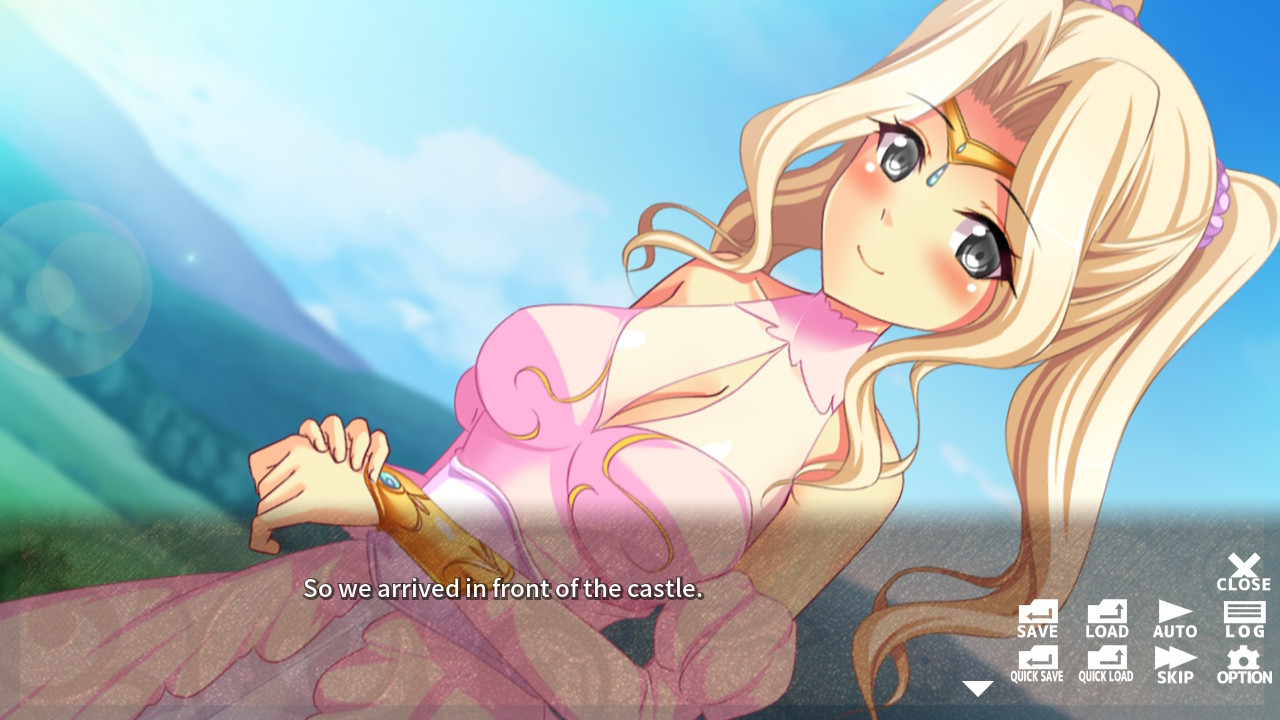 So we arrived in front of the castle.
CLOSE
SAVE
LOAD
AUTO
LOG
QUICK SAVE
QUICK LOAD
SKIP
OPTION